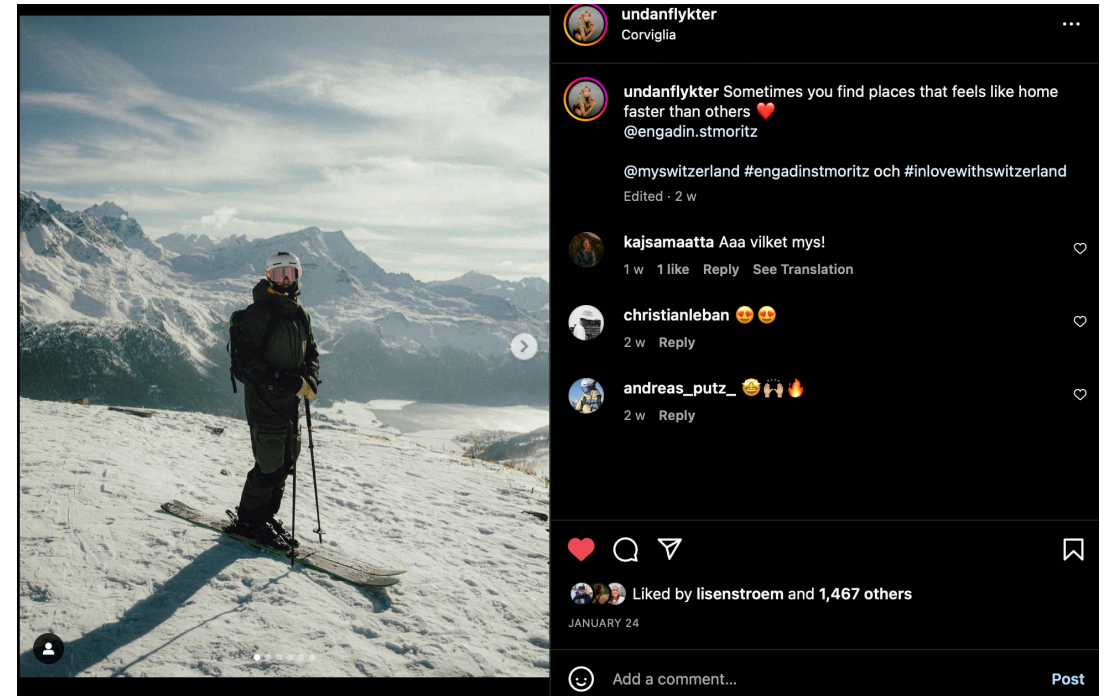 undanflykter
Corviglia
undanflykter Sometimes you find places that feels like home
faster than others ❤️
@engadin.stmoritz
@myswitzerland #engadinstmoritz och #inlovewithswitzerland
Edited · 2 w
kajsamaatta Aaa vilket mys!
1 w 1 like Reply See Translation
christianleban 😍😍
2 w Reply
andreas_putz_ 🤩🙌🏼🔥
2 w Reply
Liked by lisenstroem and 1,467 others
JANUARY 24
Add a comment... Post